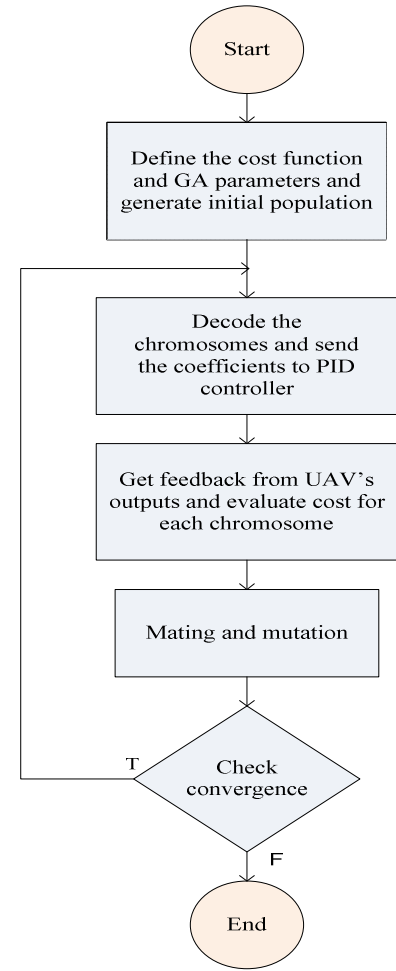 Start
Define the cost function
and GA parameters and
generate initial population
Decode the
chromosomes and send
the coefficients to PID
controller
Get feedback from UAV's
outputs and evaluate cost for
each chromosome
Mating and mutation
T
Check
convergence
F
End